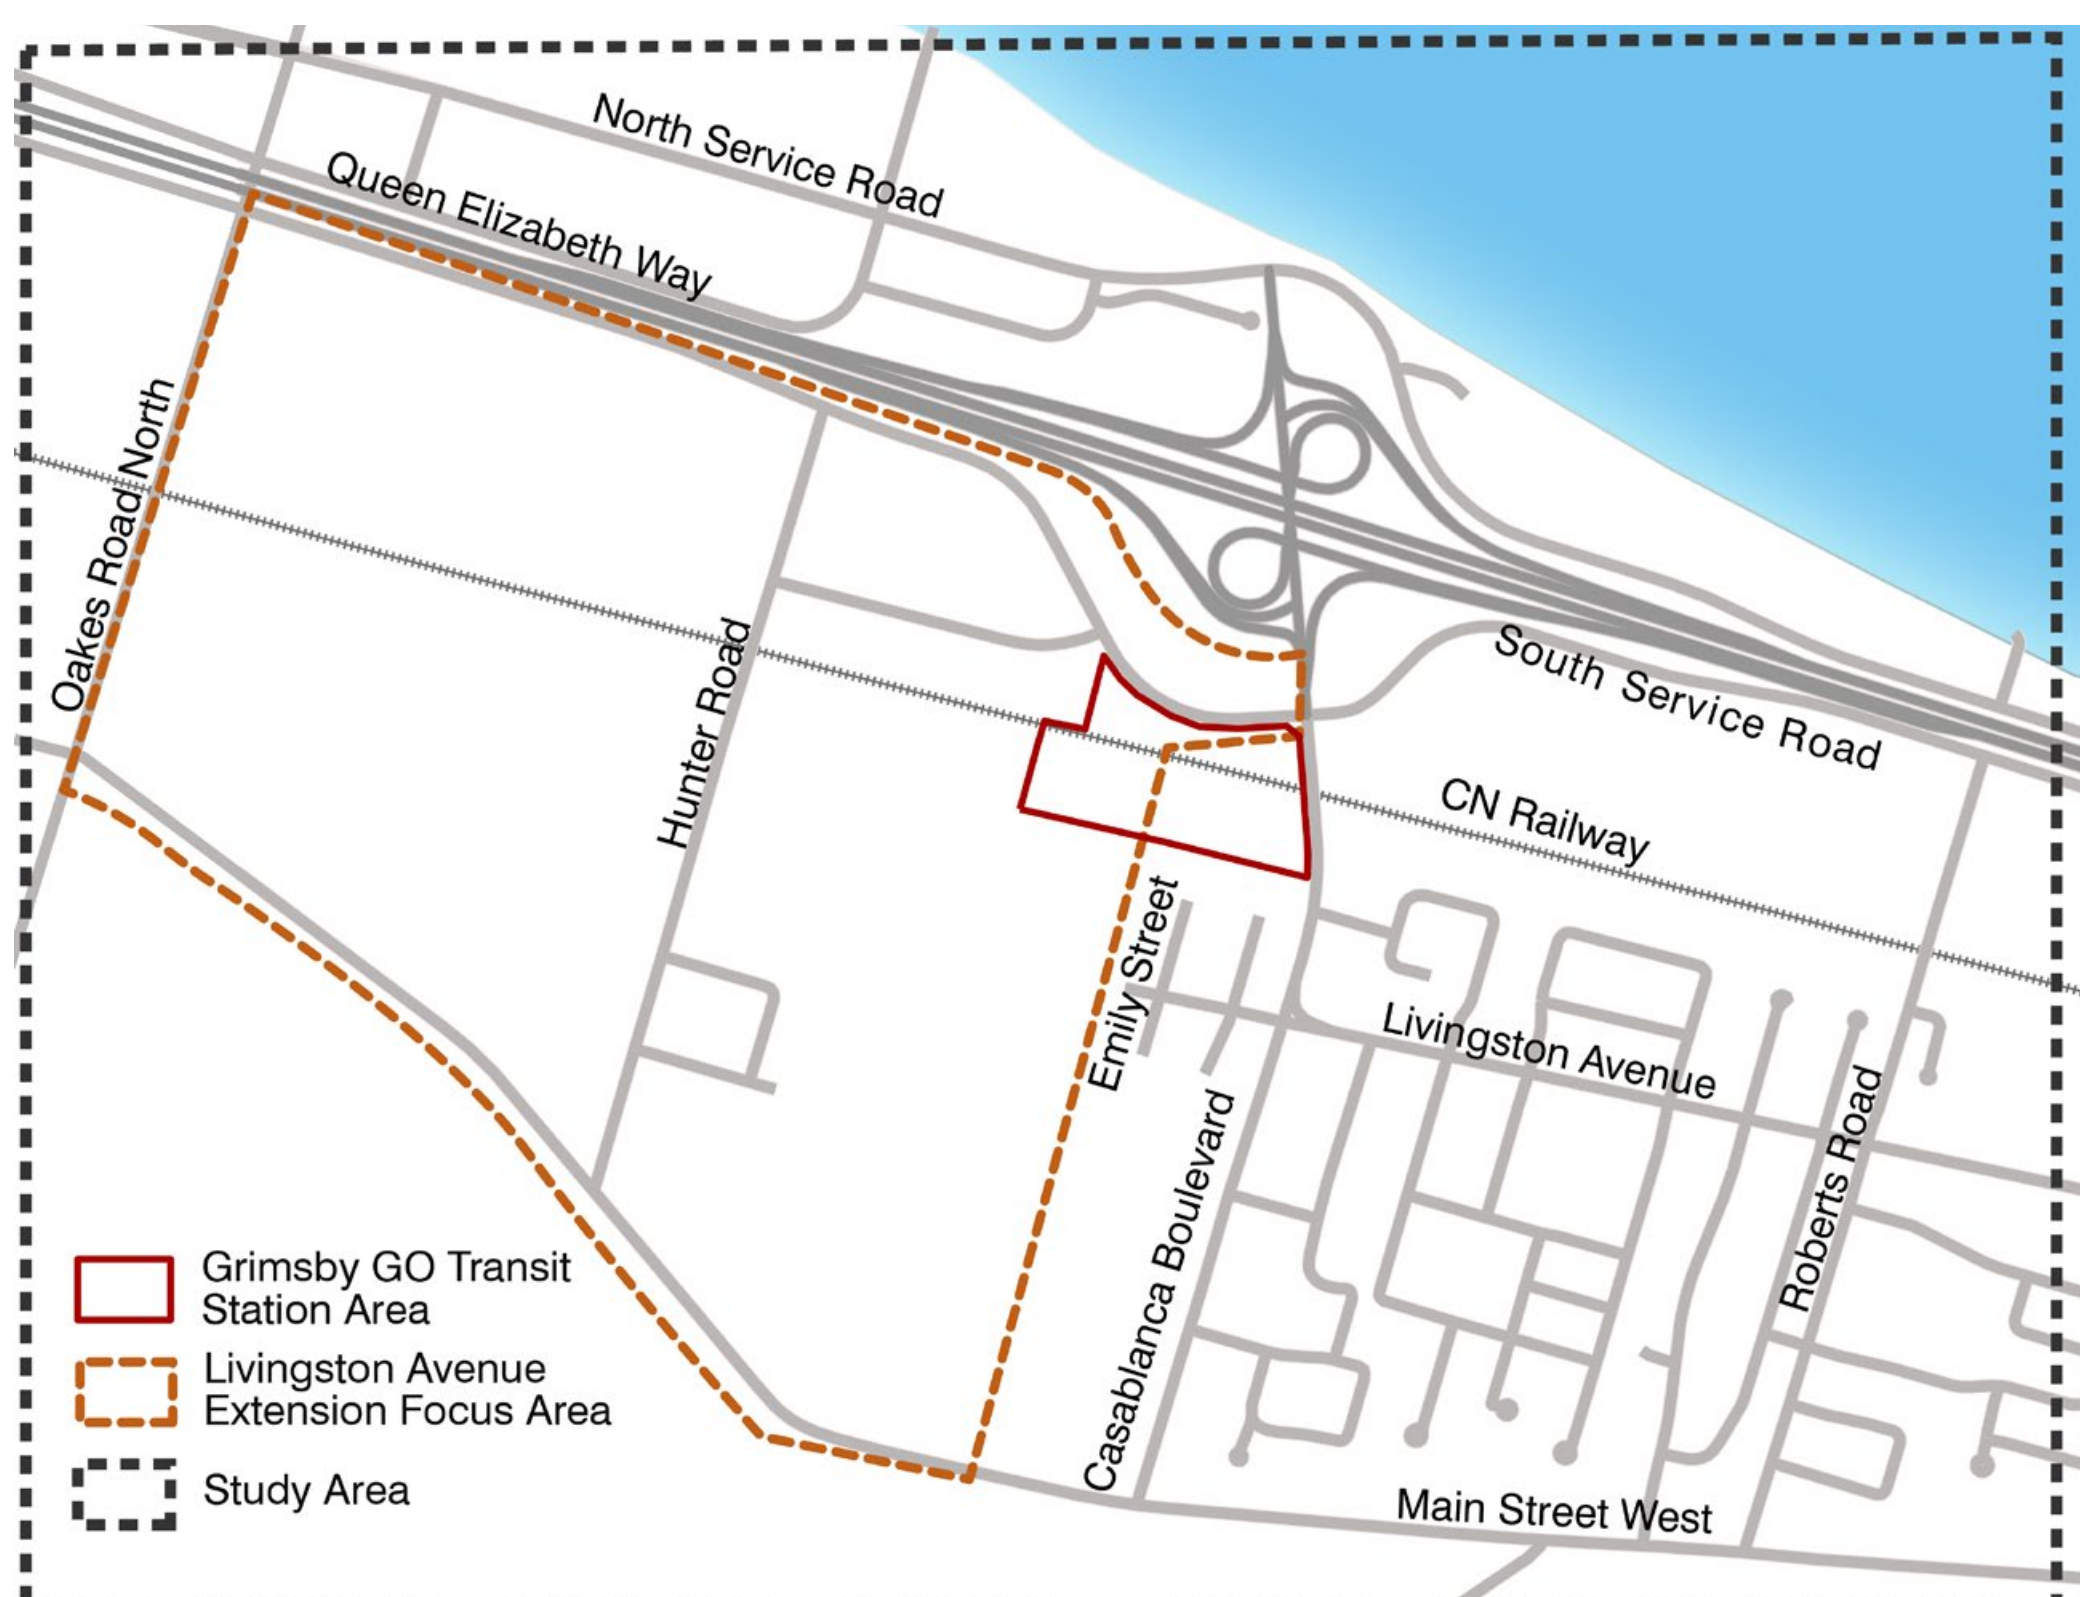 North Service Road
Queen Elizabeth Way
Oakes Road North
Hunter Road
South Service Road
CN Railway
Emily Street
Livingston Avenue
Casablanca Boulevard
Roberts Road
Main Street West
Grimsby GO Transit
Station Area
Livingston Avenue
Extension Focus Area
Study Area